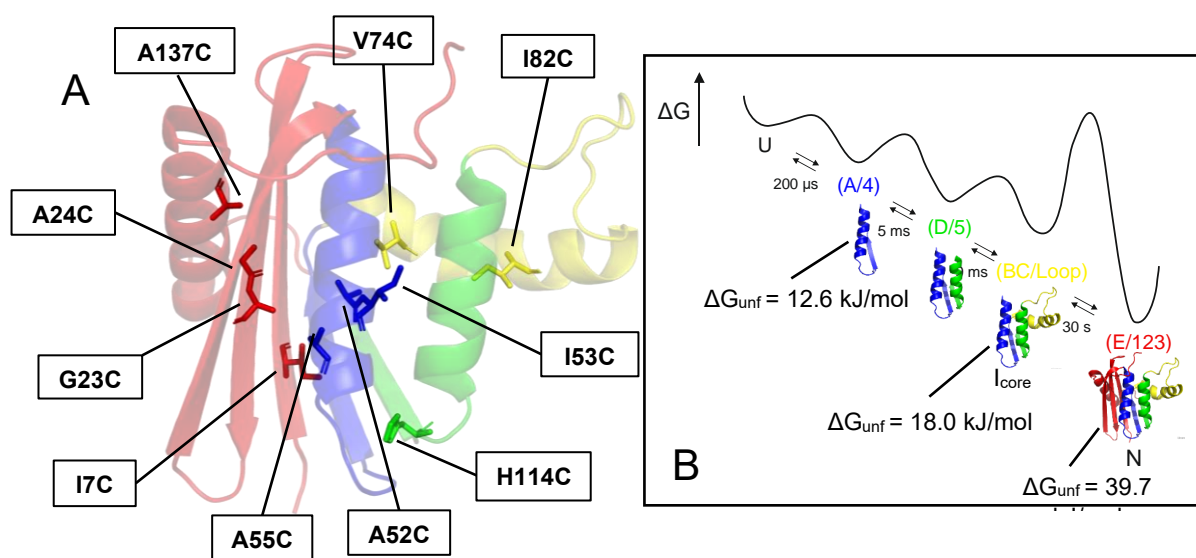 A
A137C
V74C
I82C
A24C
G23C
I7C
A55C
A52C
I53C
H114C
B
ΔG
U
200 µs
(A/4)
5 ms
(D/5)
ms
(BC/Loop)
30 s
(E/123)
ΔGunf = 12.6 kJ/mol
Icore
ΔGunf = 18.0 kJ/mol
N
ΔGunf = 39.7